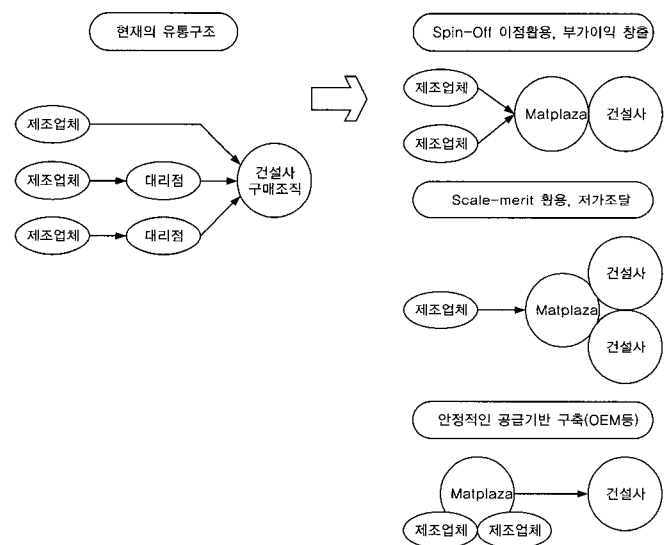 현재의 유통구조
제조업체
제조업체
대리점
제조업체
대리점
건설사
구매조직
Spin-Off 이점활용, 부가이익 창출
제조업체
제조업체
Matplaza
건설사
Scale-merit 활용, 저가조달
제조업체
Matplaza
건설사
건설사
안정적인 공급기반 구축(OEM등)
Matplaza
건설사
제조업체
제조업체